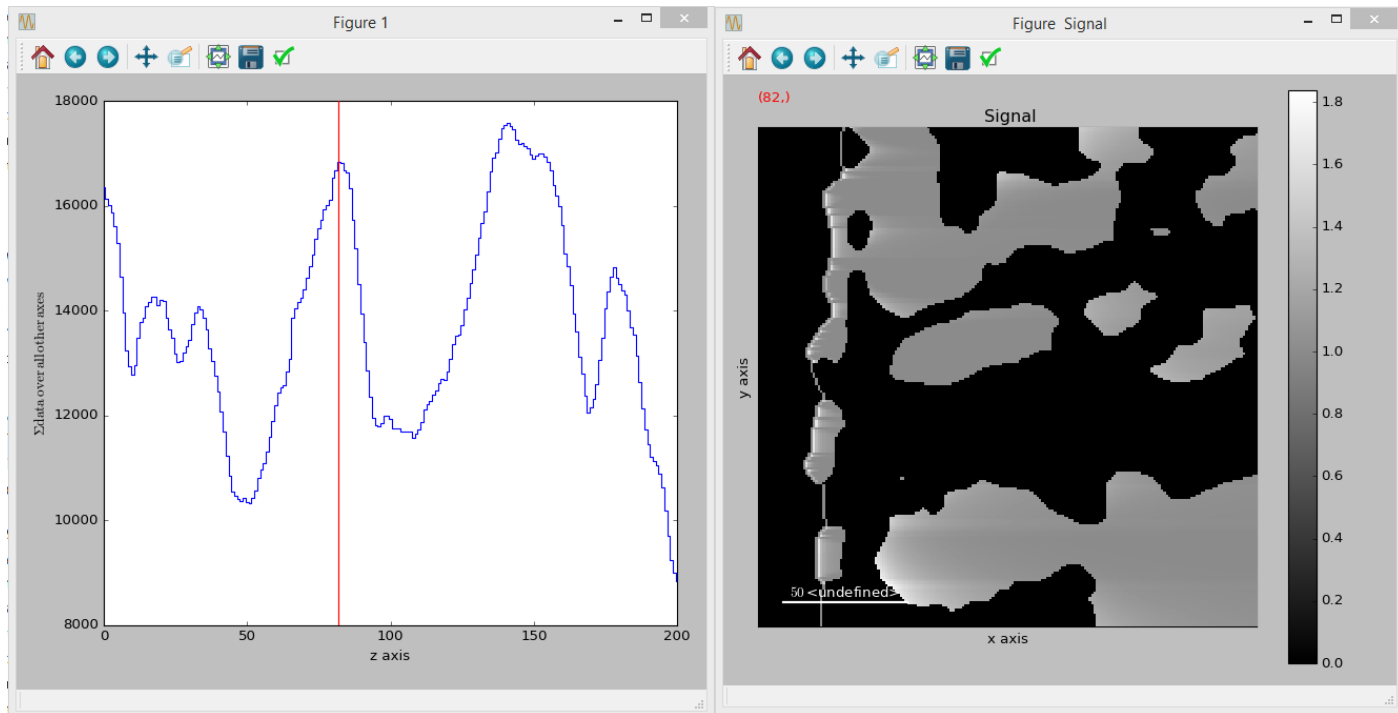 Figure 1
18000
16000
14000
12000
10000
8000
Σdata over all other axes
0 50 100 150 200
z axis
Figure Signal
(82,)
Signal
y axis
50 <undefined>
x axis
1.8
1.6
1.4
1.2
1.0
0.8
0.6
0.4
0.2
0.0